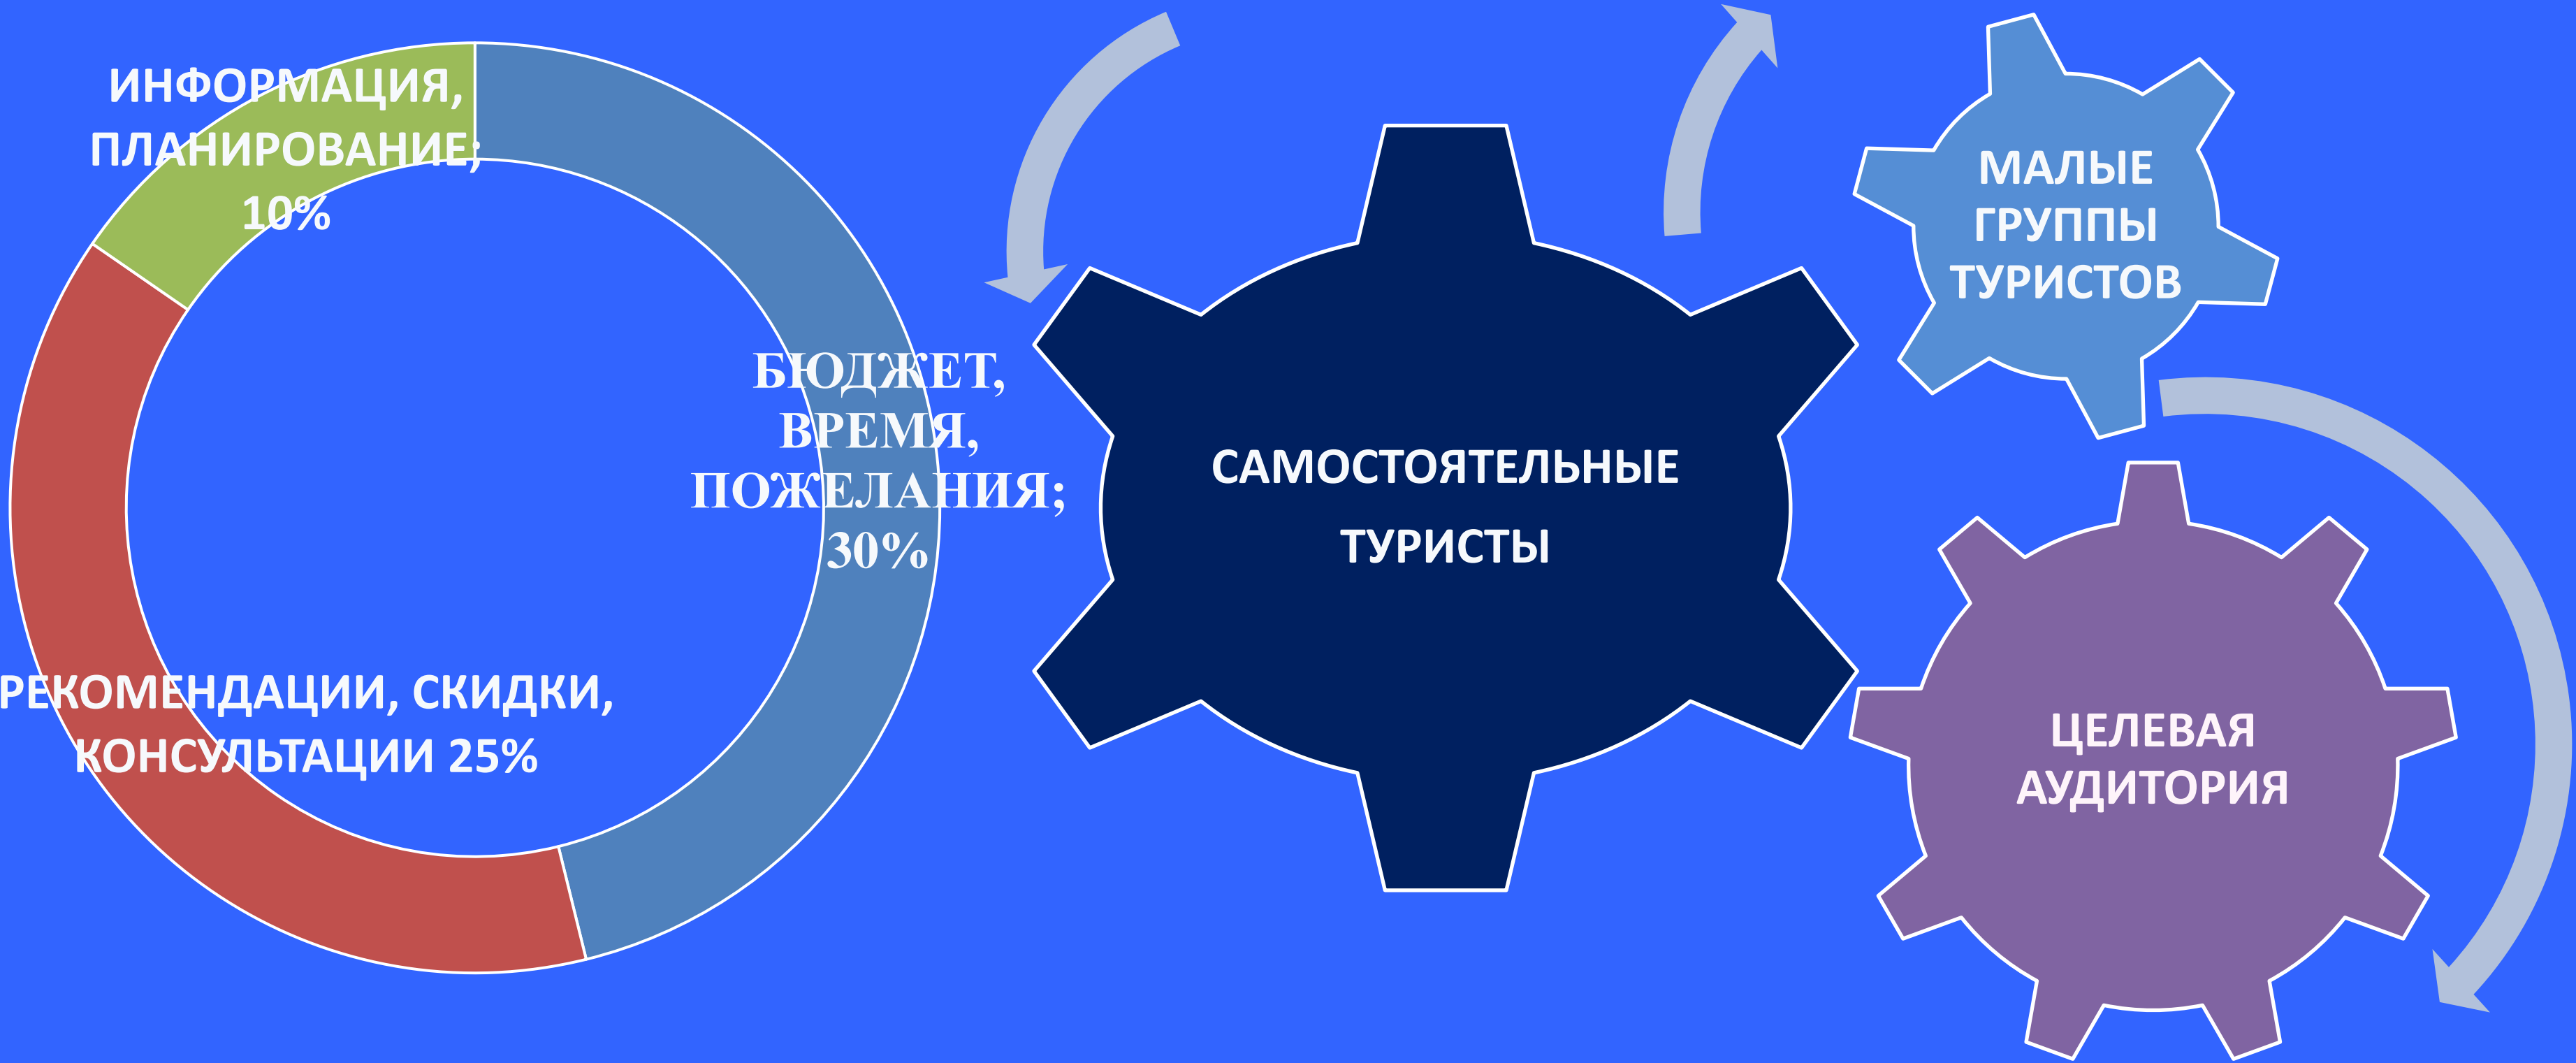 ИНФОРМАЦИЯ,
ПЛАНИРОВАНИЕ;
10%
БЮДЖЕТ,
ВРЕМЯ,
ПОЖЕЛАНИЯ;
30%
РЕКОМЕНДАЦИИ, СКИДКИ,
КОНСУЛЬТАЦИИ 25%
САМОСТОЯТЕЛЬНЫЕ
ТУРИСТЫ
МАЛЫЕ
ГРУППЫ
ТУРИСТОВ
ЦЕЛЕВАЯ
АУДИТОРИЯ